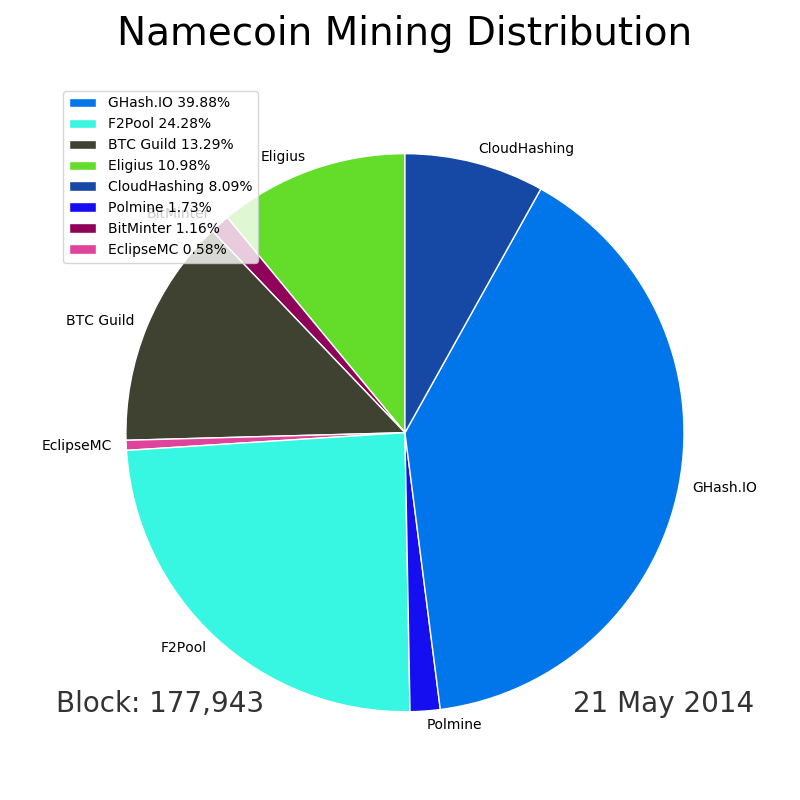 Namecoin Mining Distribution
GHash.IO 39.88%
F2Pool 24.28%
BTC Guild 13.29%
Eligius 10.98%
CloudHashing 8.09%
Polmine 1.73%
BitMinter 1.16%
EclipseMC 0.58%
Eligius
CloudHashing
BitMinter
BTC Guild
EclipseMC
GHash.IO
F2Pool
Polmine
Block: 177,943
21 May 2014